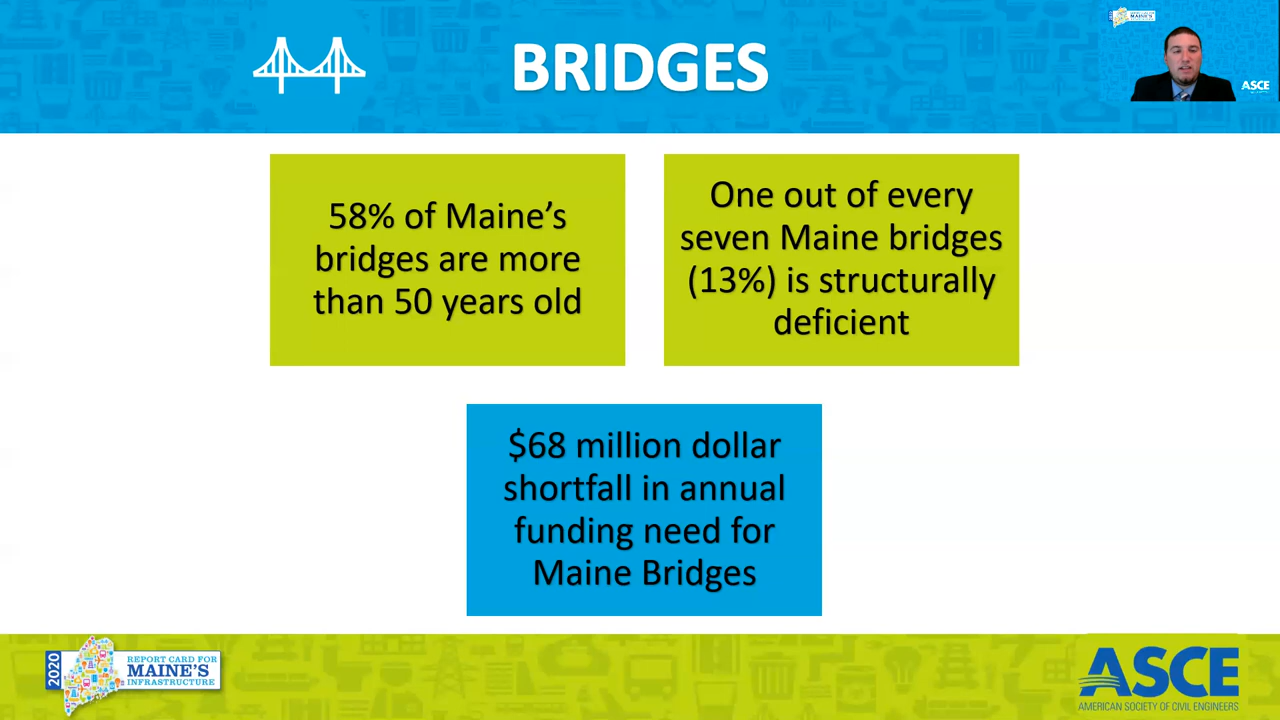 BRIDGES
MAINE'S
ASCE
58% of Maine’s
bridges are more
than 50 years old
One out of every
seven Maine bridges
(13%) is structurally
deficient
$68 million dollar
shortfall in annual
funding need for
Maine Bridges
2020
REPORT CARD FOR
MAINE'S
INFRASTRUCTURE
ASCE
AMERICAN SOCIETY OF CIVIL ENGINEERS